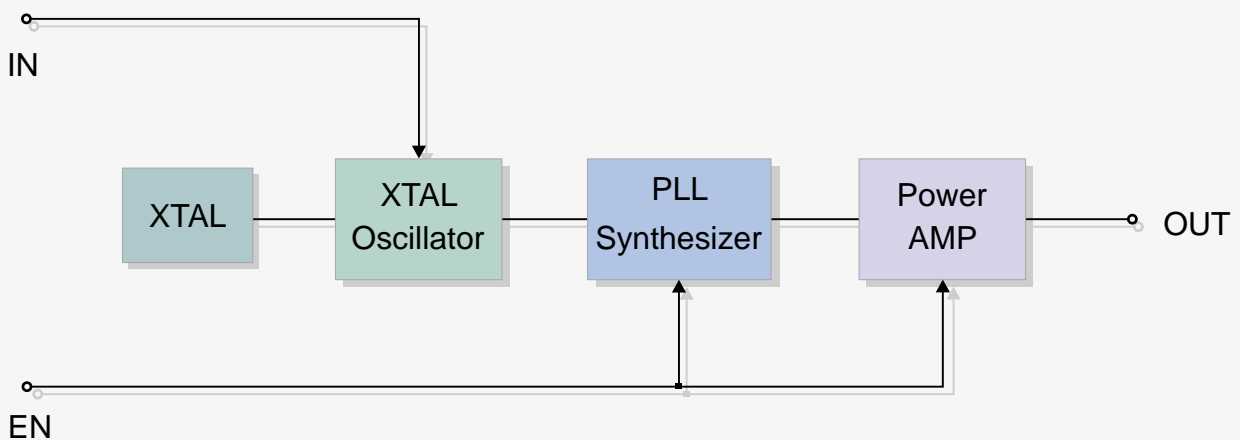 IN
XTAL
XTAL
Oscillator
PLL
Synthesizer
Power
AMP
OUT
EN